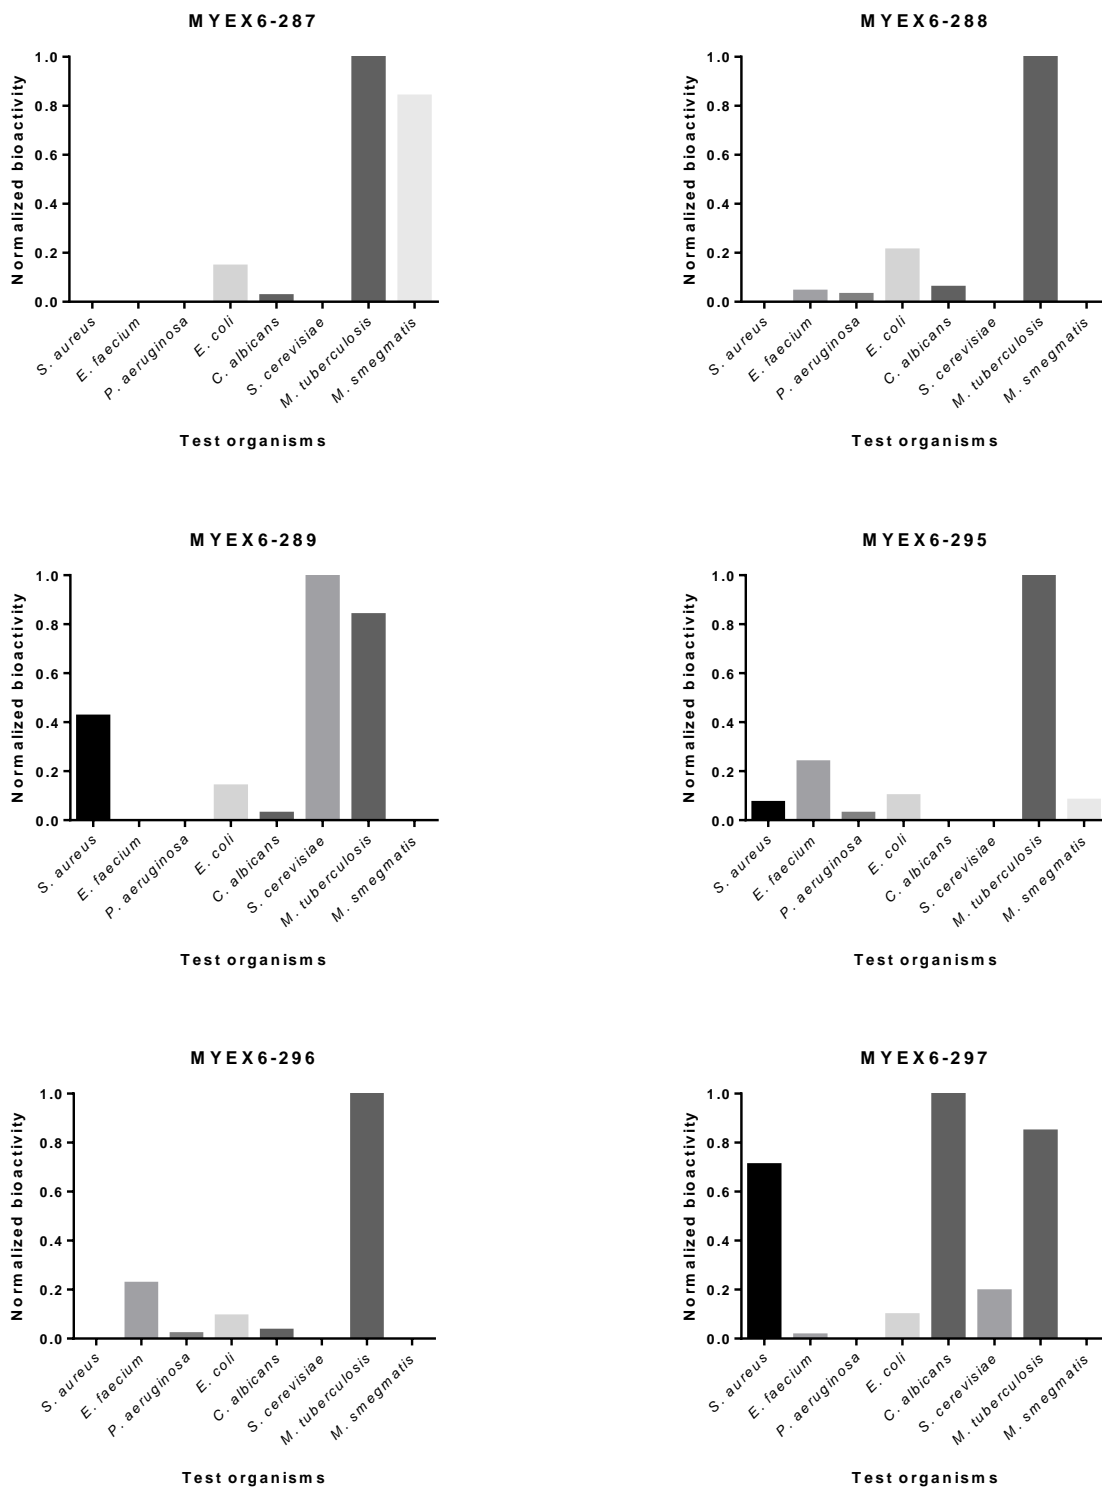 MYEX6-287
Normalized bioactivity
1.0
0.8
0.6
0.4
0.2
0.0
S. aureus
E. faecium
P. aeruginosa
E. coli
C. albicans
S. cerevisiae
M. tuberculosis
M. smegmatis
Test organisms
MYEX6-288
Normalized bioactivity
1.0
0.8
0.6
0.4
0.2
0.0
S. aureus
E. faecium
P. aeruginosa
E. coli
C. albicans
S. cerevisiae
M. tuberculosis
M. smegmatis
Test organisms
MYEX6-289
Normalized bioactivity
1.0
0.8
0.6
0.4
0.2
0.0
S. aureus
E. faecium
P. aeruginosa
E. coli
C. albicans
S. cerevisiae
M. tuberculosis
M. smegmatis
Test organisms
MYEX6-295
Normalized bioactivity
1.0
0.8
0.6
0.4
0.2
0.0
S. aureus
E. faecium
P. aeruginosa
E. coli
C. albicans
S. cerevisiae
M. tuberculosis
M. smegmatis
Test organisms
MYEX6-296
Normalized bioactivity
1.0
0.8
0.6
0.4
0.2
0.0
S. aureus
E. faecium
P. aeruginosa
E. coli
C. albicans
S. cerevisiae
M. tuberculosis
M. smegmatis
Test organisms
MYEX6-297
Normalized bioactivity
1.0
0.8
0.6
0.4
0.2
0.0
S. aureus
E. faecium
P. aeruginosa
E. coli
C. albicans
S. cerevisiae
M. tuberculosis
M. smegmatis
Test organisms